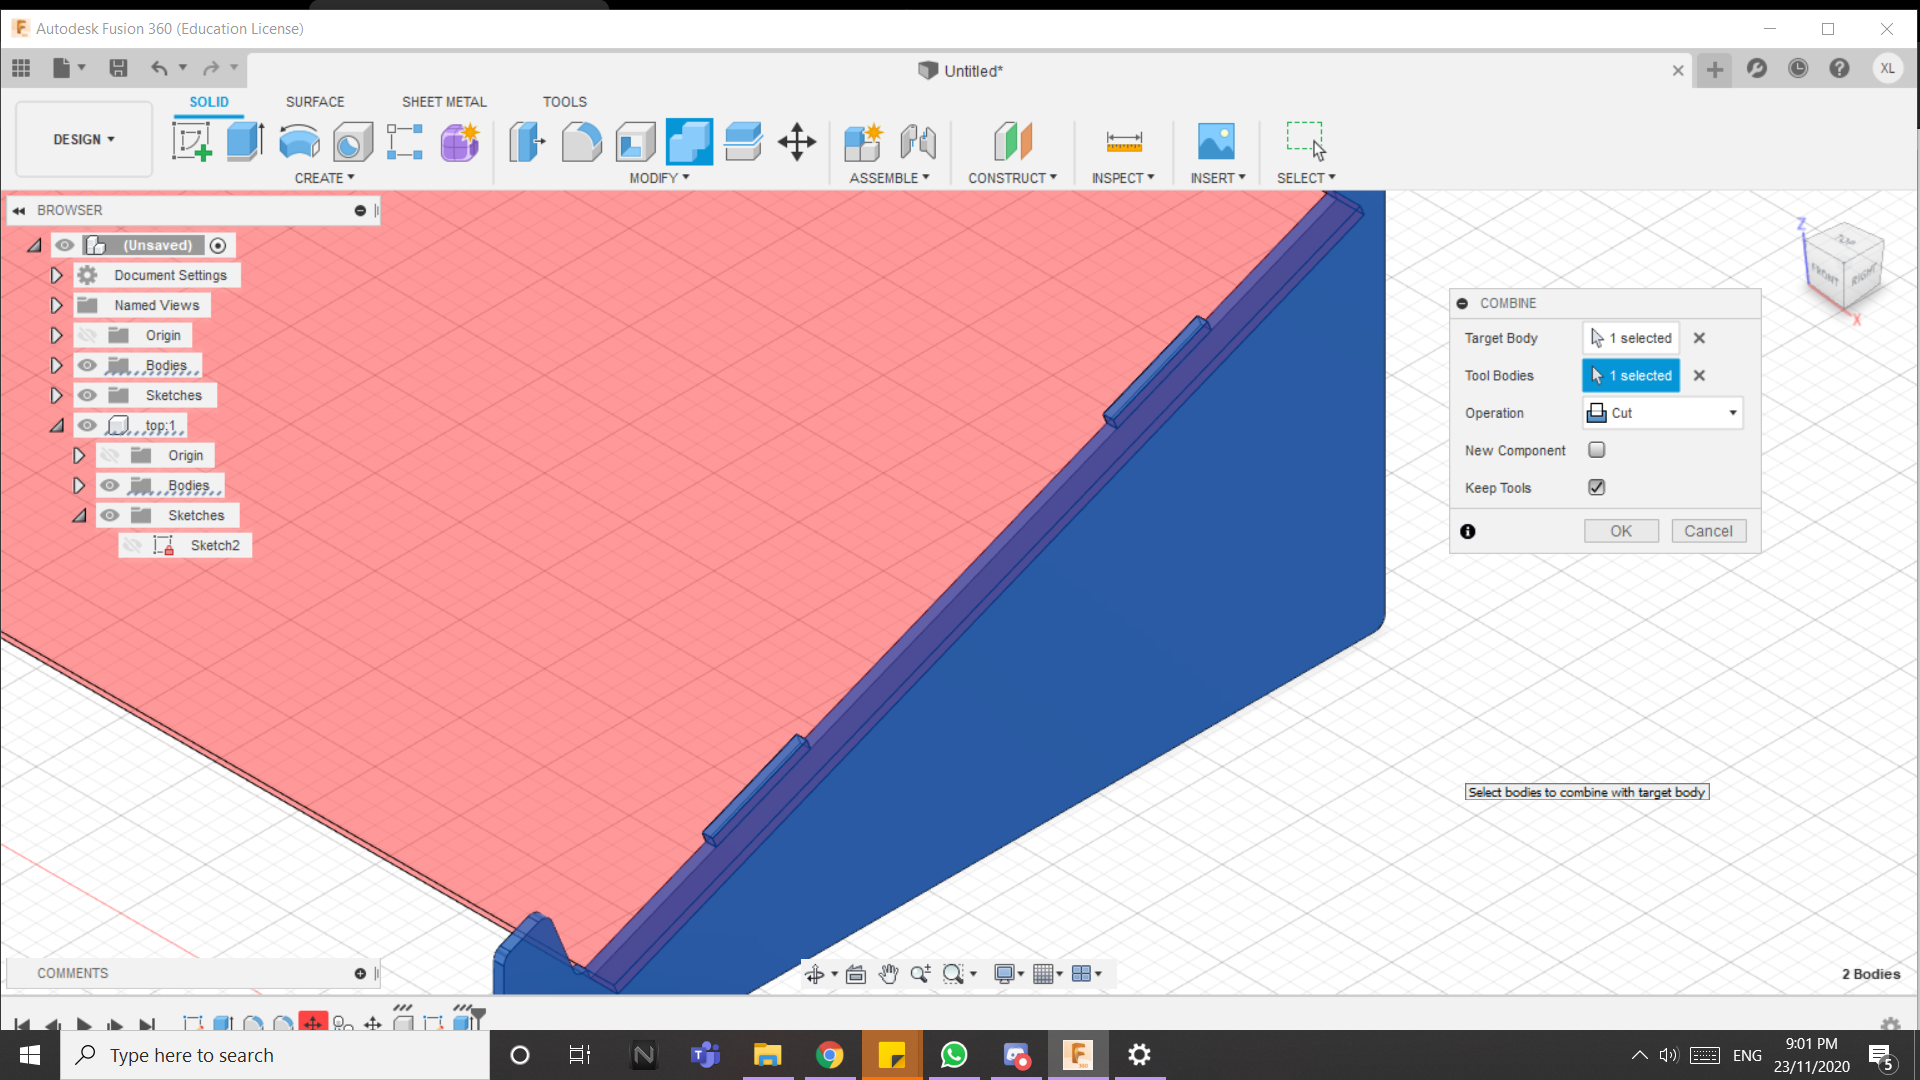 Autodesk Fusion 360 (Education License)
Untitled*
XL
SOLID
SURFACE
SHEET METAL
TOOLS
DESIGN
CREATE
MODIFY
ASSEMBLE
CONSTRUCT
INSPECT
INSERT
SELECT
BROWSER
(Unsaved)
Document Settings
Named Views
Origin
Bodies
Sketches
top:1
Origin
Bodies
Sketches
Sketch2
Z
TOP
FRONT
RIGHT
X
COMBINE
Target Body
1 selected
Tool Bodies
1 selected
Operation
Cut
New Component
Keep Tools
OK
Cancel
Select bodies to combine with target body
COMMENTS
2 Bodies
Type here to search
ENG
9:01 PM
23/11/2020
5